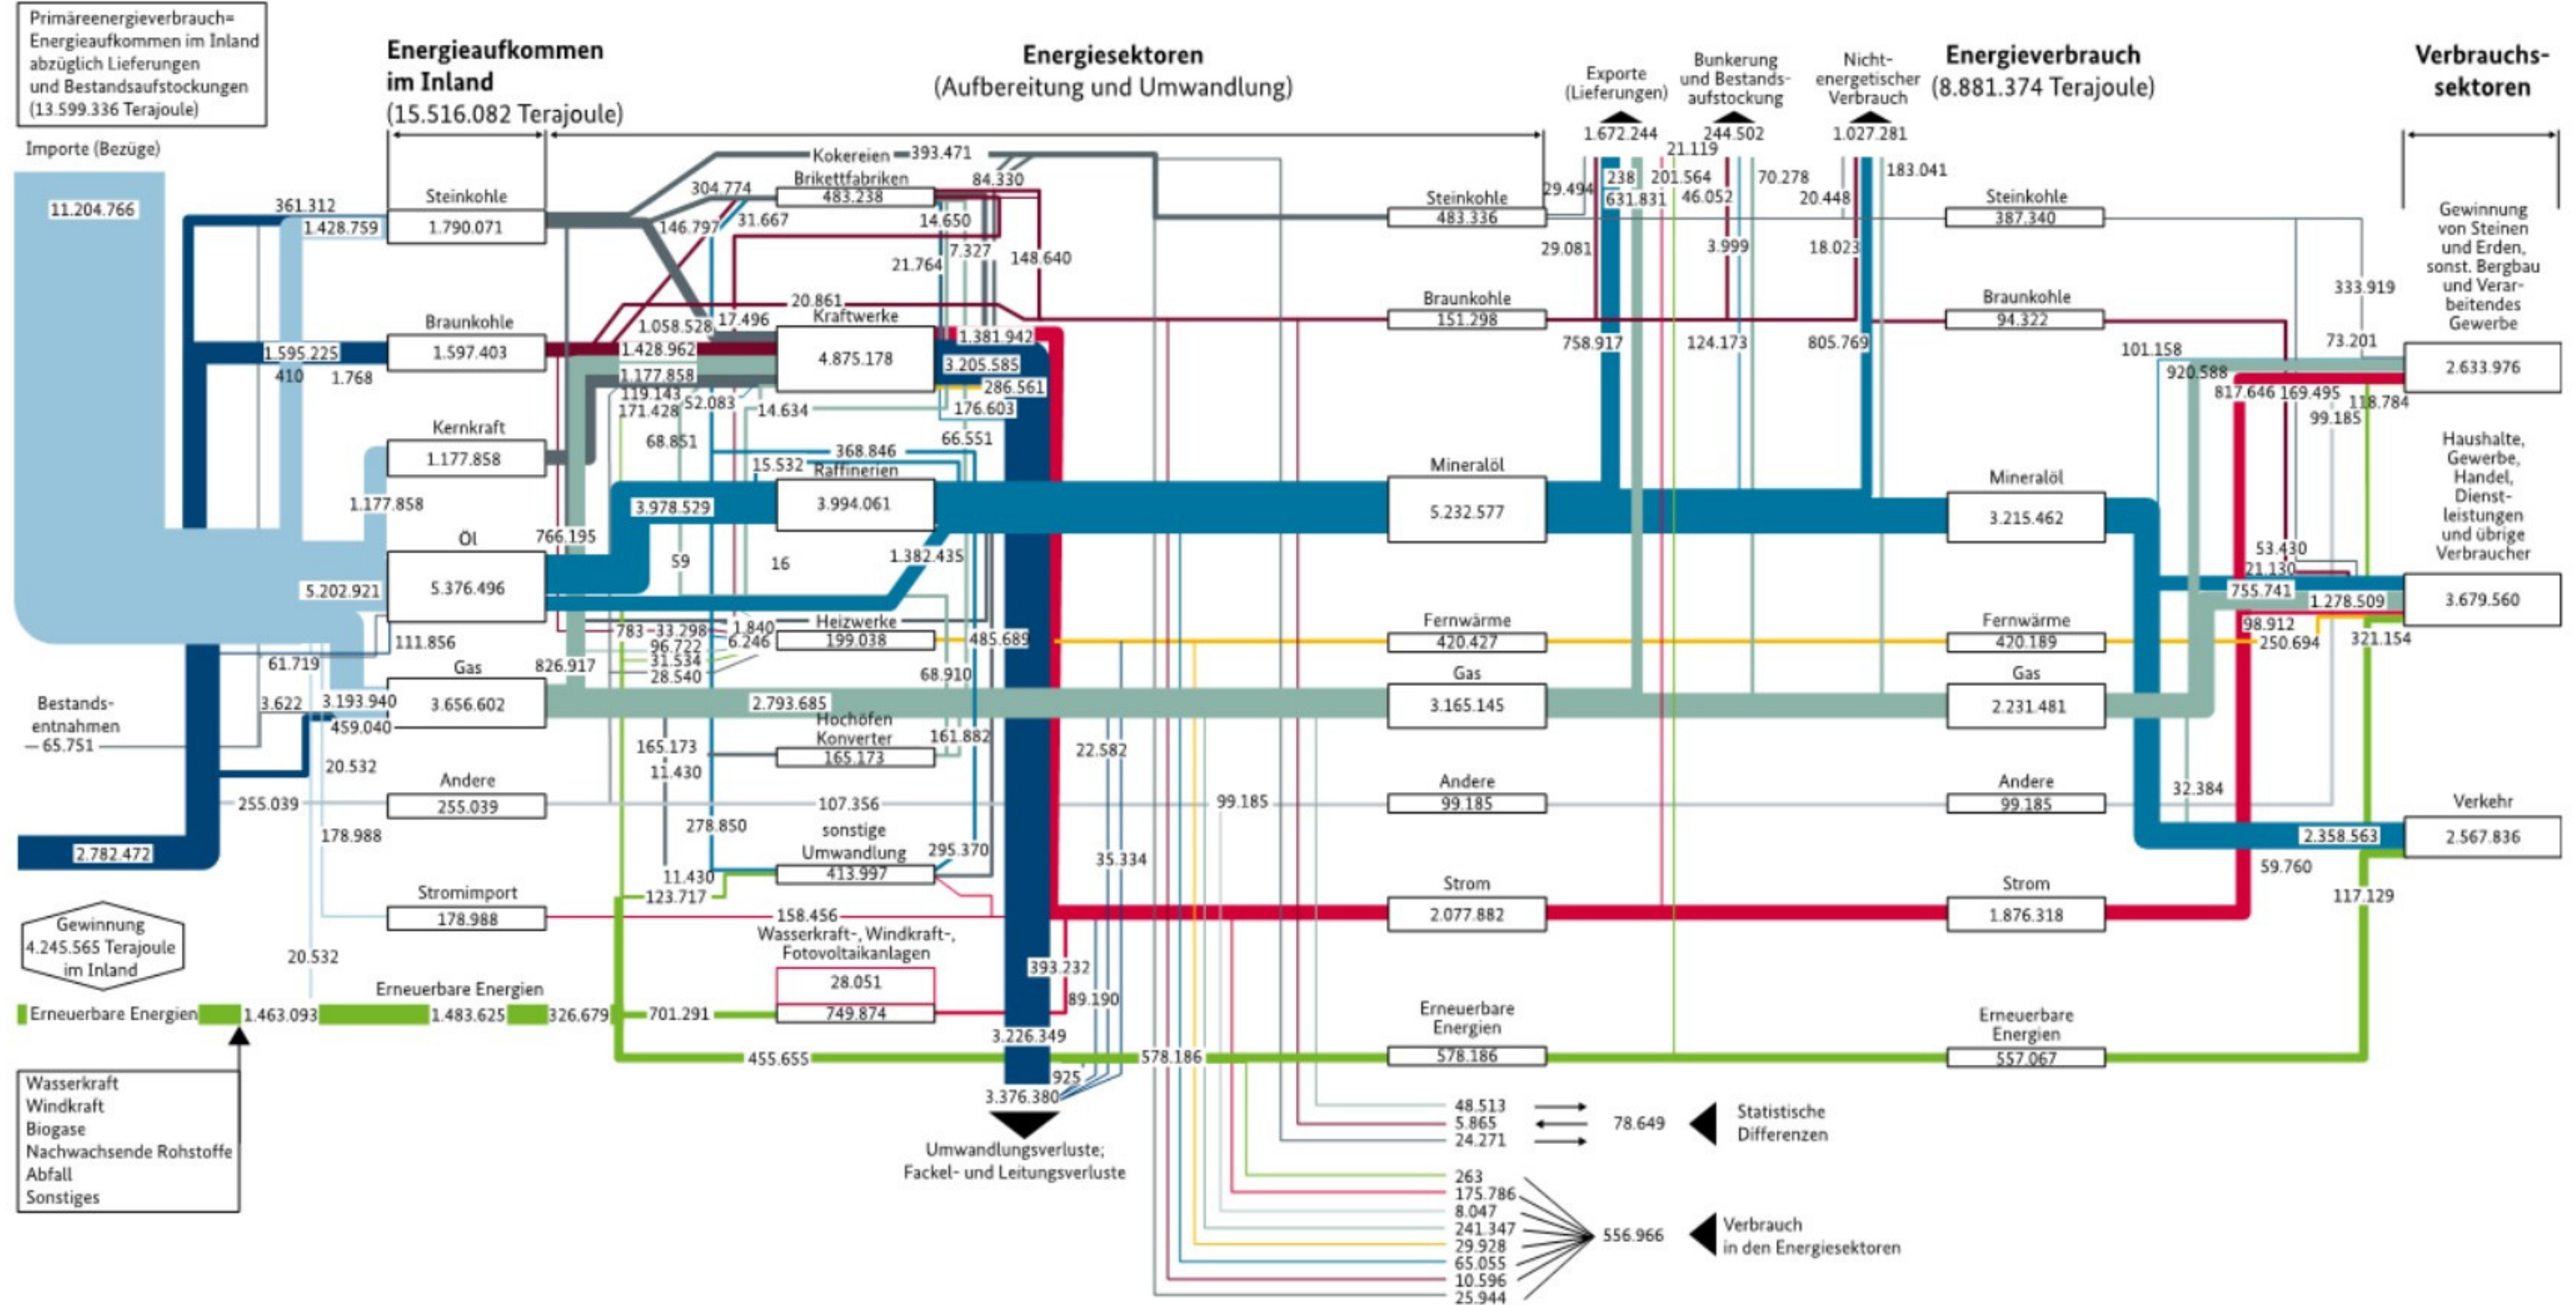 Primäreenergieverbrauch=
Energieaufkommen im Inland
abzüglich Lieferungen
und Bestandsaufstockungen
(13.599.336 Terajoule)
Importe (Bezüge)
11.204.766
Bestands-
entnahmen
65.751
2.782.472
Gewinnung
4.245.565 Terajoule
im Inland
Erneuerbare Energien
Wasserkraft
Windkraft
Biogase
Nachwachsende Rohstoffe
Abfall
Sonstiges
361.312
1.428.759
1.595.225
410
1.768
1.177.858
5.202.921
111.856
61.719
3.622
3.193.940
459.040
20.532
255.039
178.988
20.532
1.463.093
Energieaufkommen
im Inland
(15.516.082 Terajoule)
Steinkohle
1.790.071
Braunkohle
1.597.403
Kernkraft
1.177.858
Öl
5.376.496
Gas
3.656.602
Andere
255.039
Stromimport
178.988
Erneuerbare Energien
1.483.625
326.679
Energiesektoren
(Aufbereitung und Umwandlung)
Kokereien
393.471
Brikettfabriken
483.238
304.774
146.797
31.667
84.330
14.650
7.327
21.764
148.640
20.861
Kraftwerke
4.875.178
1.058.528
17.496
1.428.962
1.177.858
119.143
171.428
52.083
14.634
68.851
1.381.942
3.205.585
286.561
176.603
66.551
368.846
15.532
Raffinerien
3.994.061
3.978.529
766.195
59
16
1.382.435
Heizwerke
199.038
783
33.298
1.840
96.722
6.246
31.534
28.540
826.917
485.689
68.910
2.793.685
Hochöfen
Konverter
165.173
165.173
11.430
161.882
107.356
99.185
278.850
sonstige
Umwandlung
413.997
295.370
11.430
123.717
158.456
Wasserkraft-, Windkraft-,
Fotovoltaikanlagen
28.051
749.874
701.291
455.655
393.232
89.190
22.582
35.334
3.226.349
925
3.376.380
578.186
Umwandlungsverluste;
Fackel- und Leitungsverluste
Steinkohle
483.336
Braunkohle
151.298
Mineralöl
5.232.577
Fernwärme
420.427
Gas
3.165.145
Andere
99.185
Strom
2.077.882
Erneuerbare
Energien
578.186
48.513
5.865
24.271
78.649
Statistische
Differenzen
263
175.786
8.047
241.347
29.928
65.055
10.596
25.944
556.966
Verbrauch
in den Energiesektoren
Exporte
(Lieferungen)
1.672.244
21.119
29.494
238
201.564
631.831
29.081
758.917
Bunkerung
und Bestands-
aufstockung
244.502
46.052
70.278
3.999
124.173
Nicht-
energetischer
Verbrauch
1.027.281
183.041
20.448
18.023
805.769
Energieverbrauch
(8.881.374 Terajoule)
Steinkohle
387.340
Braunkohle
94.322
Mineralöl
3.215.462
Fernwärme
420.189
Gas
2.231.481
Andere
99.185
Strom
1.876.318
Erneuerbare
Energien
557.067
333.919
73.201
101.158
920.588
817.646
169.495
118.784
99.185
53.430
21.130
755.741
1.278.509
98.912
250.694
321.154
32.384
2.358.563
59.760
117.129
Verbrauchs-
sektoren
Gewinnung
von Steinen
und Erden,
sonst. Bergbau
und Verar-
beitendes
Gewerbe
2.633.976
Haushalte,
Gewerbe,
Handel,
Dienst-
leistungen
und übrige
Verbraucher
3.679.560
Verkehr
2.567.836